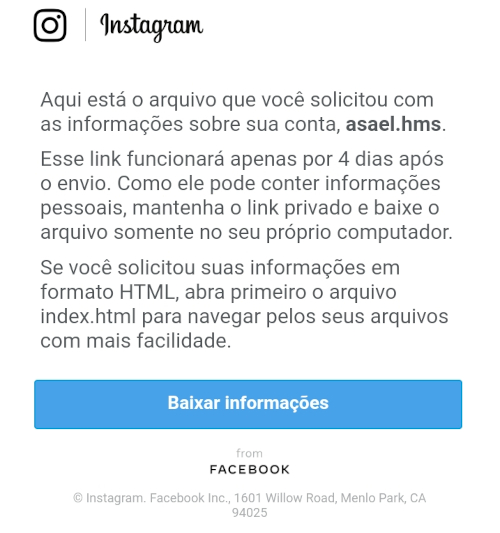 Instagram
Aqui está o arquivo que você solicitou com
as informações sobre sua conta, asael.hms.
Esse link funcionará apenas por 4 dias após
o envio. Como ele pode conter informações
pessoais, mantenha o link privado e baixe o
arquivo somente no seu próprio computador.
Se você solicitou suas informações em
formato HTML, abra primeiro o arquivo
index.html para navegar pelos seus arquivos
com mais facilidade.
Baixar informações
from
FACEBOOK
© Instagram. Facebook Inc., 1601 Willow Road, Menlo Park, CA
94025